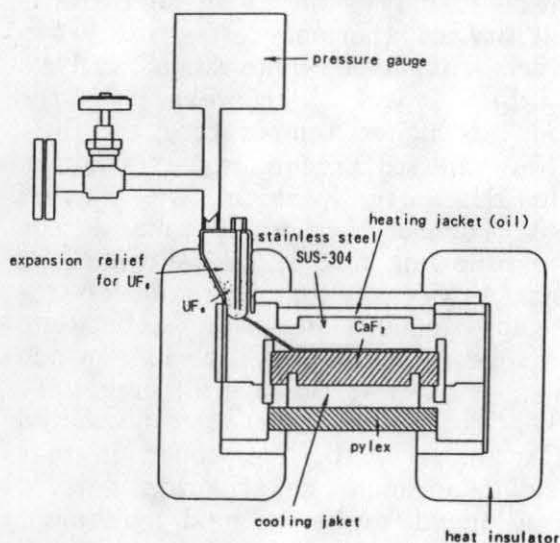 pressure gauge
heating jacket (oil)
stainless steel
SUS-304
expansion relief
for UF₆
UF₆
CaF₂
pylex
cooling jaket
heat insulator